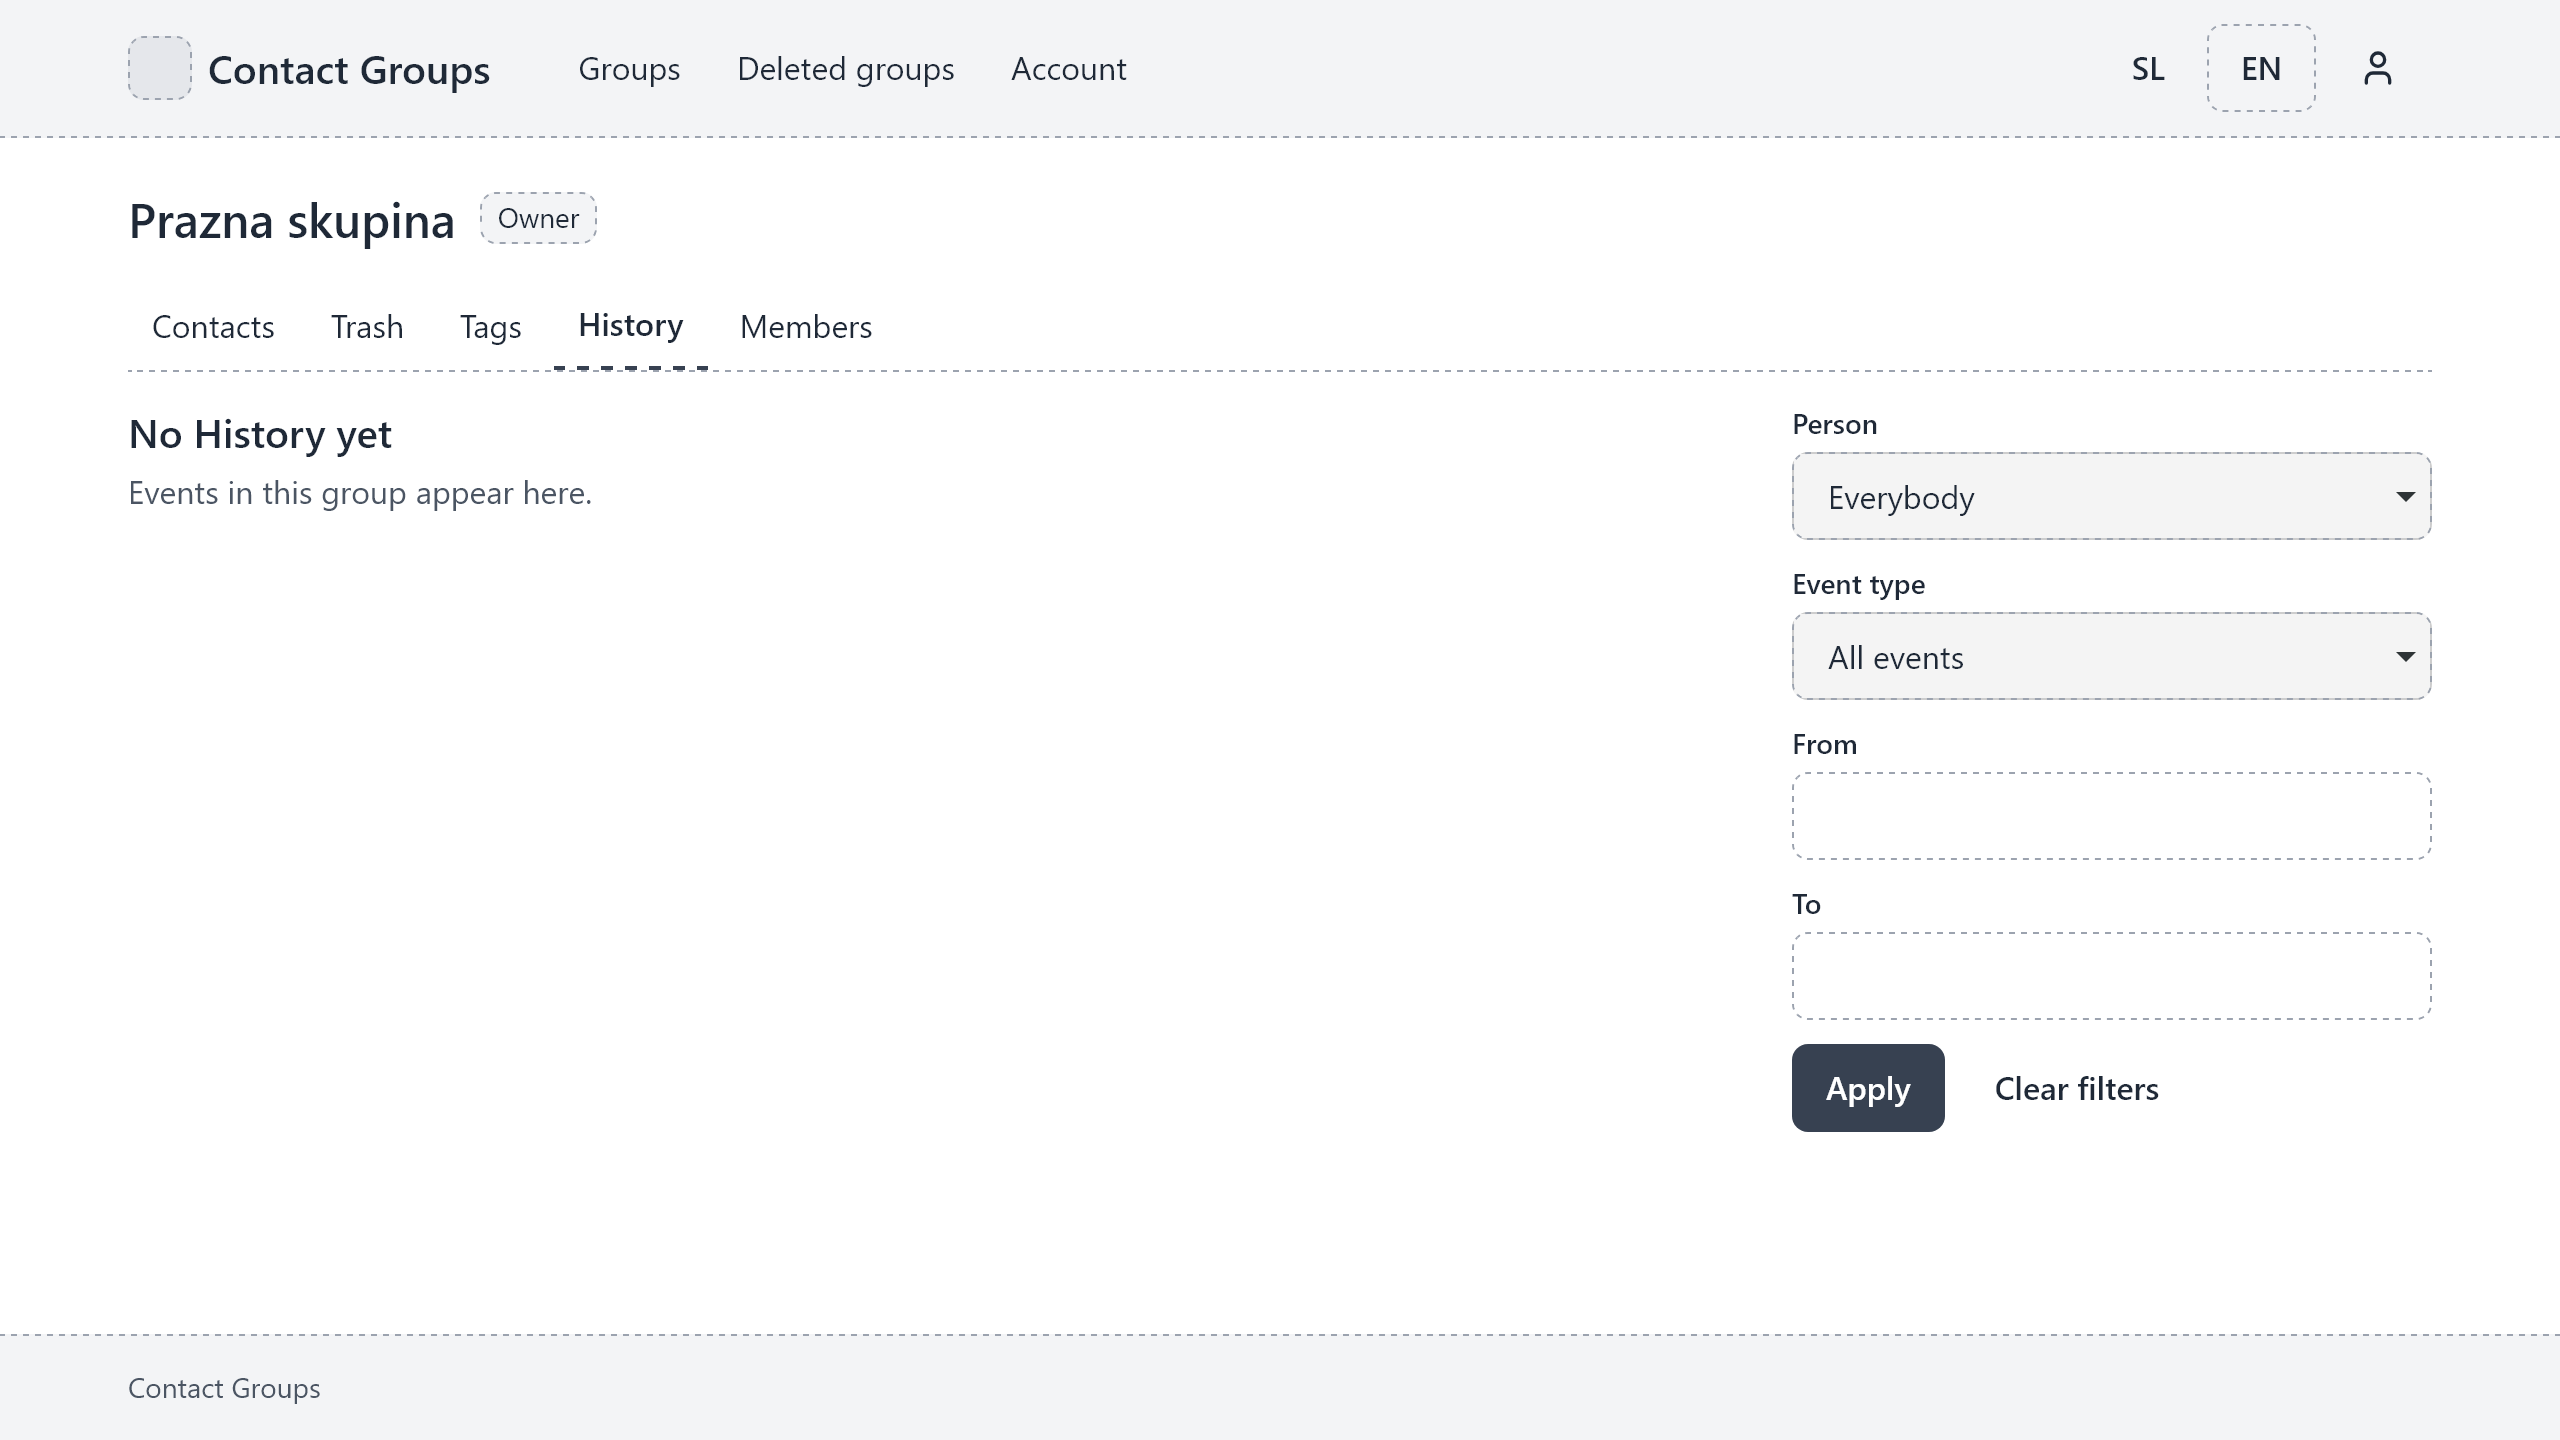 Contact Groups
Groups
Deleted groups
Account
SL
EN
Prazna skupina
Owner
Contacts
Trash
Tags
History
Members
No History yet
Events in this group appear here.
Person
Everybody
Event type
All events
From
To
Apply
Clear filters
Contact Groups